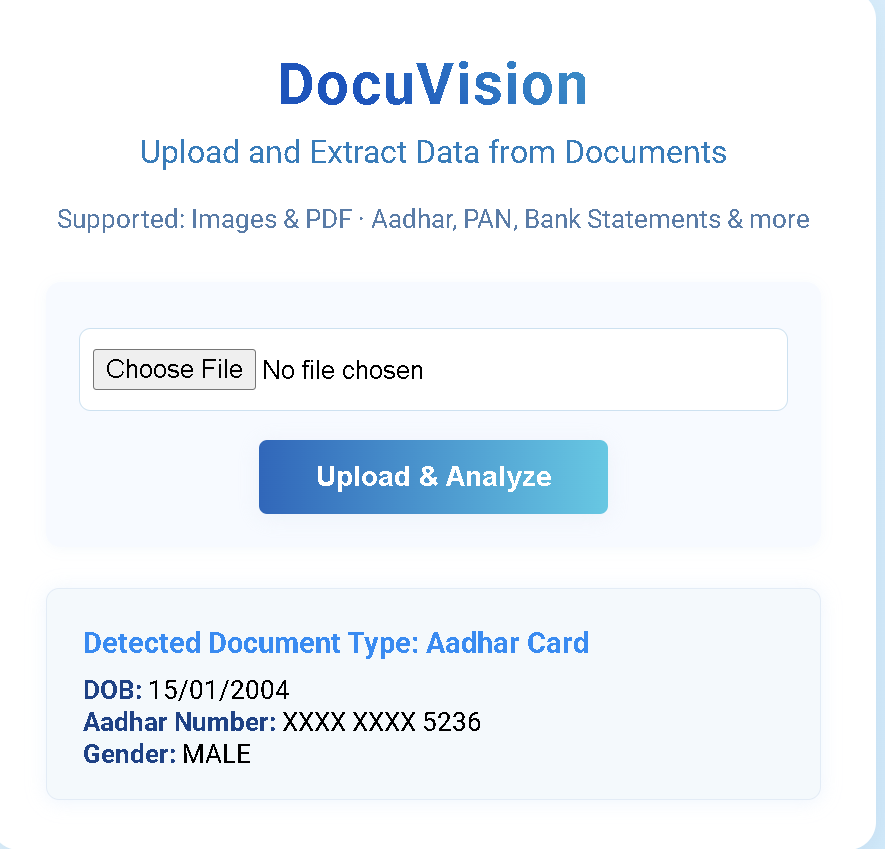 DocuVision
Upload and Extract Data from Documents
Supported: Images & PDF · Aadhar, PAN, Bank Statements & more
Choose File No file chosen
Upload & Analyze
Detected Document Type: Aadhar Card
DOB: 15/01/2004
Aadhar Number: XXXX XXXX 5236
Gender: MALE